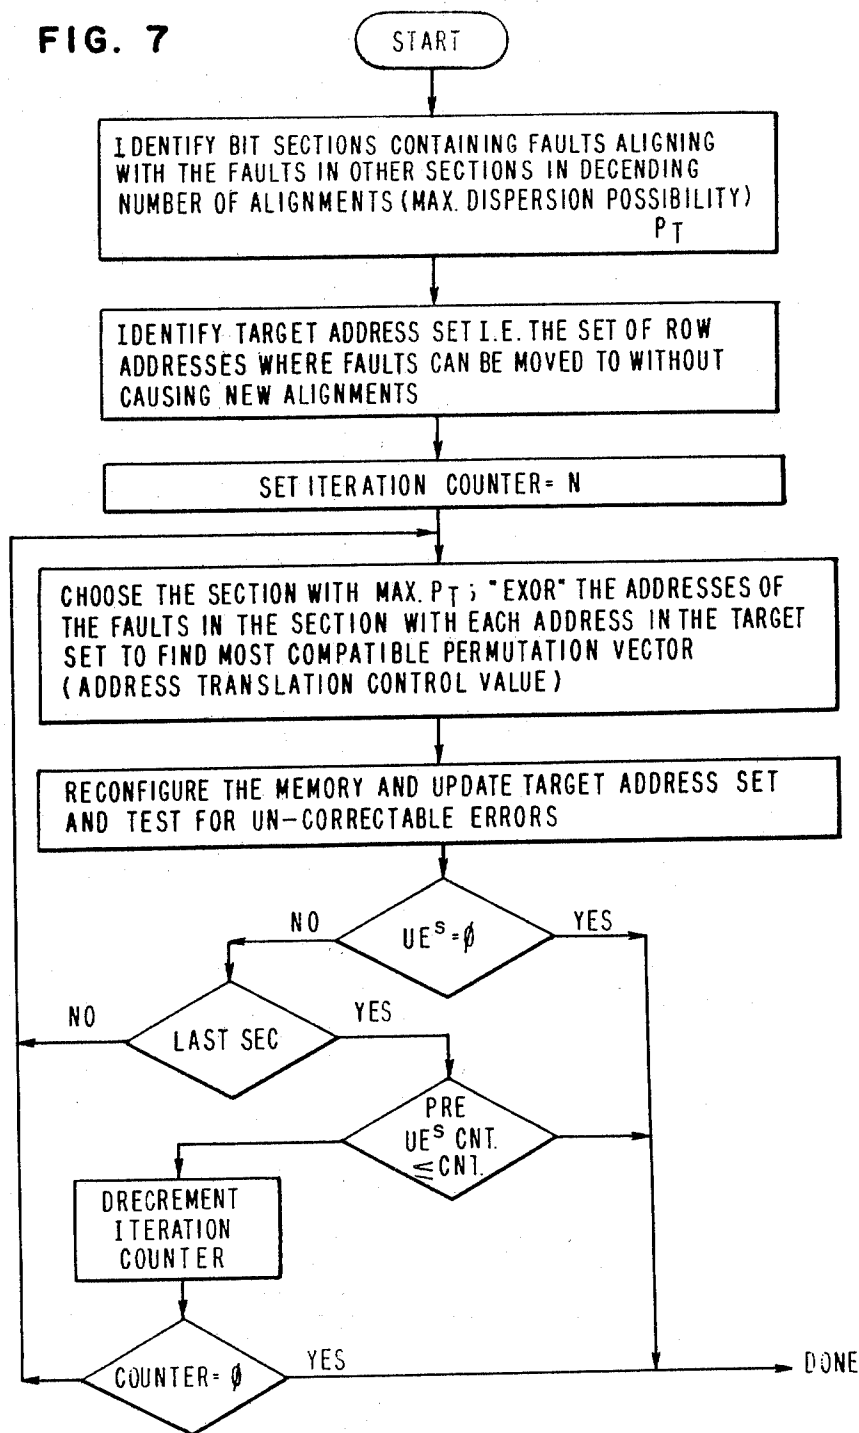 FIG. 7
START
IDENTIFY BIT SECTIONS CONTAINING FAULTS ALIGNING
WITH THE FAULTS IN OTHER SECTIONS IN DECENDING
NUMBER OF ALIGNMENTS (MAX. DISPERSION POSSIBILITY)
PT
IDENTIFY TARGET ADDRESS SET I.E. THE SET OF ROW
ADDRESSES WHERE FAULTS CAN BE MOVED TO WITHOUT
CAUSING NEW ALIGNMENTS
SET ITERATION COUNTER= N
CHOOSE THE SECTION WITH MAX. PT; "EXOR" THE ADDRESSES OF
THE FAULTS IN THE SECTION WITH EACH ADDRESS IN THE TARGET
SET TO FIND MOST COMPATIBLE PERMUTATION VECTOR
(ADDRESS TRANSLATION CONTROL VALUE)
RECONFIGURE THE MEMORY AND UPDATE TARGET ADDRESS SET
AND TEST FOR UN-CORRECTABLE ERRORS
NO
UES=∅
YES
NO
LAST SEC
YES
PRE
UES CNT.
≤ CNT.
DRECREMENT
ITERATION
COUNTER
COUNTER= ∅
YES
DONE